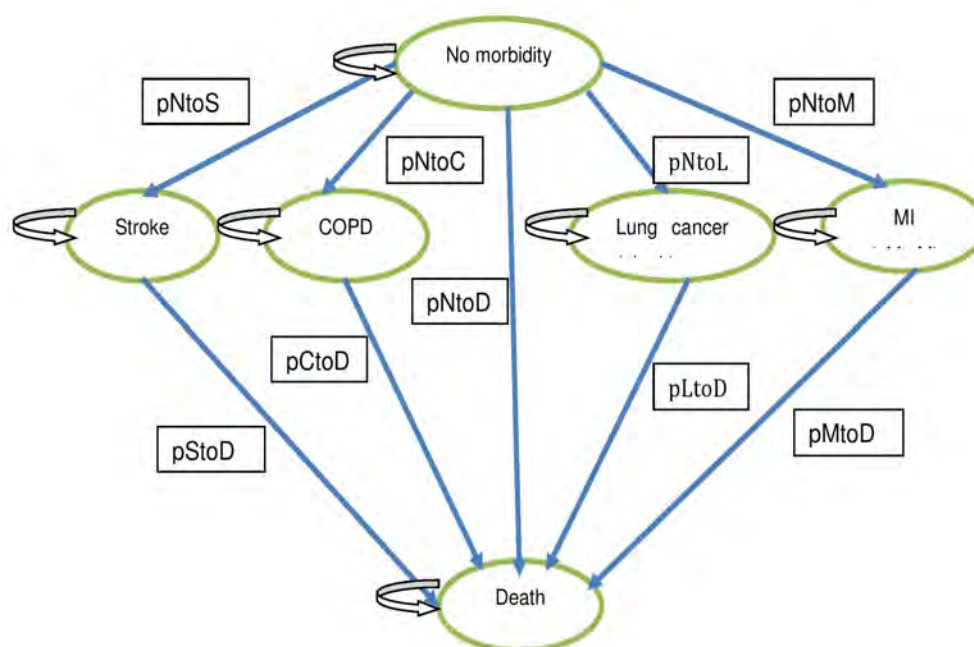 No morbidity
pNtoS
pNtoM
pNtoC
pNtoL
Stroke
COPD
Lung cancer
MI
pNtoD
pCtoD
pLtoD
pStoD
pMtoD
Death